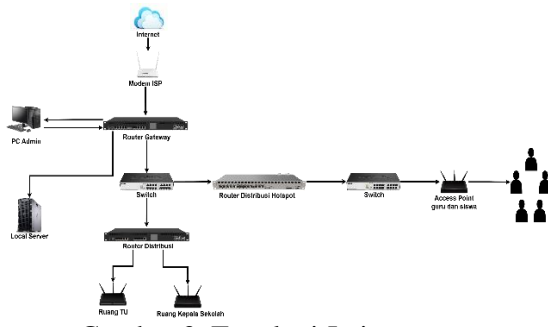 Internet
Modem ISP
PC Admin
Router Gateway
Switch
Router Distribusi Hotspot
Switch
Access Point
guru dan siswa
Local Server
Router Distribusi
Ruang TU
Ruang Kepala Sekolah